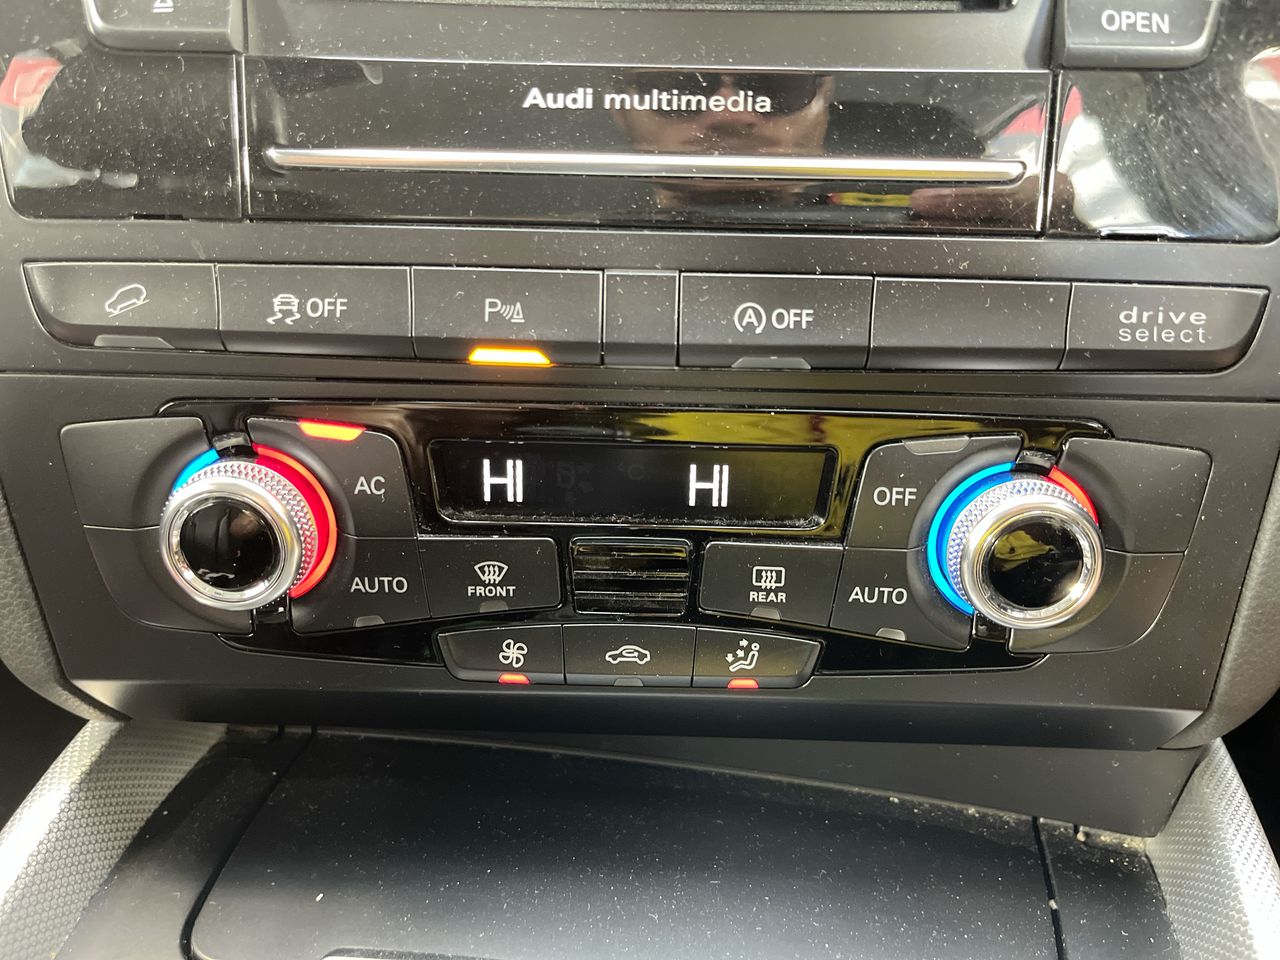 OPEN
Audi multimedia
OFF
P
A OFF
drive
select
AC
HI
HI
OFF
AUTO
FRONT
REAR
AUTO